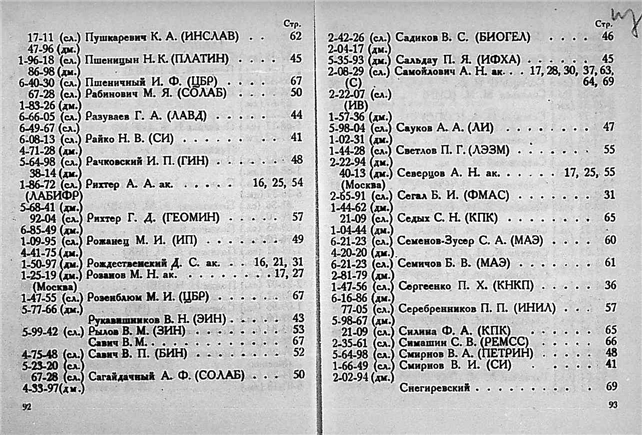 Стр.
17-11 (сл.) Пушкаревич К. А. (ИНСЛАВ) . . 62
47-96 (дм.)
1-96-18 (сл.) Пшеницын Н. К. (ПЛАТИН) . . . 45
86-98 (дм.)
6-40-30 (сл.) Пшеничный И. Ф. (ЦБР) . . . 67
67-28 (сл.) Рабинович М. Я. (СОЛАБ) . . . 50
1-83-26 (дм.)
6-66-05 (сл.) Разуваев Г. А. (ЛАВД) . . . . 44
6-49-67 (сл.)
6-08-13 (сл.) Райко Н. В. (СИ) . . . . . . 41
4-71-28 (дм.)
5-64-98 (сл.) Рачковский И. П. (ГИН) . . . . 48
38-14 (дм.)
1-86-72 (сл.) Рихтер А. А. ак. . . . 16, 25, 54
(ЛАБИФР)
5-68-41 (дм.)
92-04 (сл.) Рихтер Г. Д. (ГЕОМИН) . . . . 57
6-85-49 (дм.)
1-09-95 (сл.) Рожанец М. И. (ИП) . . . . . 49
4-41-75 (дм.)
1-50-97 (дм.) Рождественский Д. С. ак. . . 16, 21, 31
1-25-19 (дм.) Розанов М. Н. ак. . . . . . 17, 27
(Москва)
1-47-55 (сл.) Розенблюм М. И. (ЦБР) . . . . 67
5-77-66 (дм.)
Рукавишников В. Н. (ЗИН) . . . 43
5-99-42 (сл.) Рылов В. М. (ЗИН) . . . . . 53
Савич В. М. . . . . . . . . 67
4-75-48 (сл.) Савич В. П. (БИН) . . . . . 52
5-23-20 (сл.)
67-28 (сл.) Сагайдачный А. Ф. (СОЛАБ) . . 50
4-33-97 (дм.)
92
Стр.
2-42-26 (сл.) Садиков В. С. (БИОГЕЛ) . . . . 46
2-04-17 (дм.)
5-35-93 (дм.) Сальдау П. Я. (ИФХА) . . . . . 45
2-08-29 (сл.) Самойлович А. Н. ак. . . 17, 28, 30, 37, 63,
(С) 64, 69
2-22-07 (сл.)
(ИВ)
1-57-36 (дм.)
5-98-04 (сл.) Сауков А. А. (ЛИ) . . . . . . 47
1-02-31 (дм.)
1-44-28 (сл.) Светлов П. Г. (ЛЭЗМ) . . . . . 55
2-22-94 (дм.)
40-13 (дм.) Северцов А. Н. ак. . . . . 17, 25, 55
(Москва)
2-65-91 (сл.) Сегал Б. И. (ФМАС) . . . . . 31
1-44-62 (дм.)
21-09 (сл.) Седых С. Н. (КПК) . . . . . . 65
1-04-44 (дм.)
6-21-23 (сл.) Семенов-Зусер С. А. (МАЭ) . . . 60
4-20-20 (дм.)
6-21-23 (сл.) Семичов Б. В. (МАЭ) . . . . . 61
2-81-79 (дм.)
1-47-56 (сл.) Сергеенко П. Х. (КНКП) . . . . 36
6-16-86 (дм.)
77-05 (сл.) Серебренников П. П. (ИНИЛ) . . 57
5-98-67 (дм.)
21-09 (сл.) Силина Ф. А. (КПК) . . . . . 65
2-35-61 (сл.) Симашин С. В. (РЕМСС) . . . . 66
5-64-98 (сл.) Смирнов В. А. (ПЕТРИН) . . . . 48
1-66-49 (сл.) Смирнов В. И. (СИ) . . . . . . 41
2-02-94 (дм.)
Снегиревский . . . . . . . . 69
93